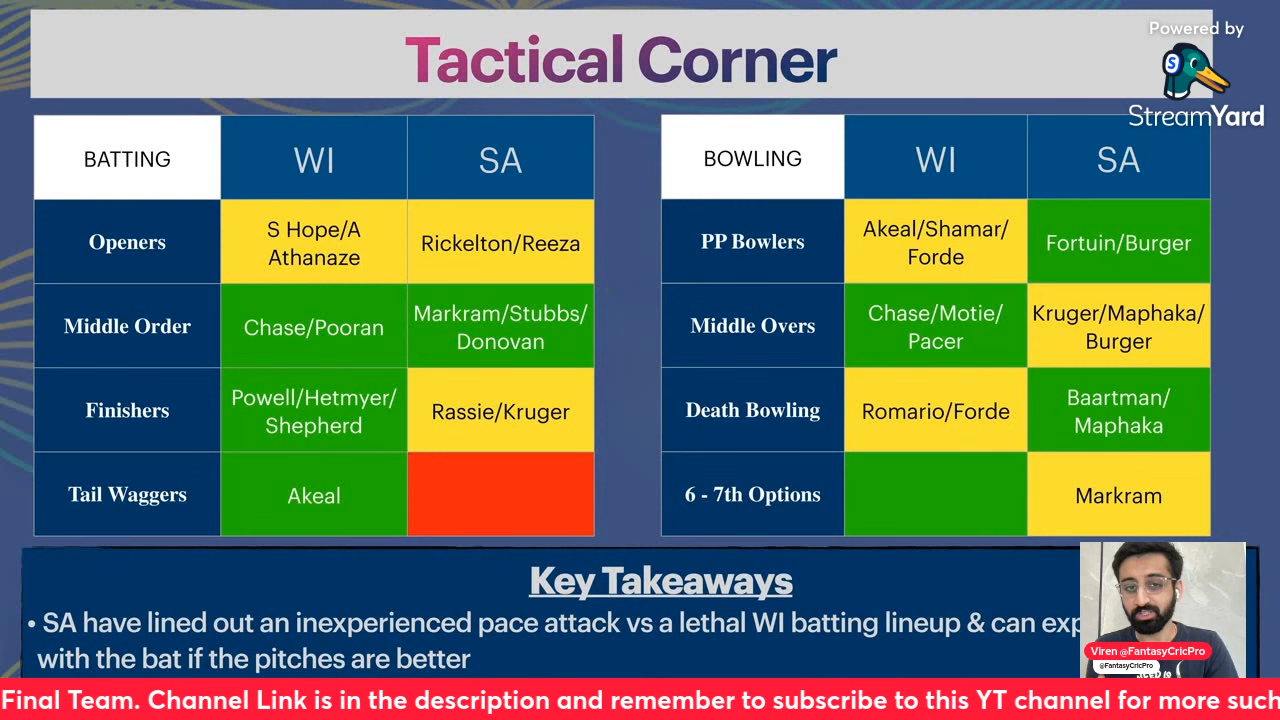 Tactical Corner
Powered by
StreamYard
BATTING
WI
SA
Openers
S Hope/A
Athanaze
Rickelton/Reeza
Middle Order
Chase/Pooran
Markram/Stubbs/
Donovan
Finishers
Powell/Hetmyer/
Shepherd
Rassie/Kruger
Tail Waggers
Akeal
BOWLING
WI
SA
PP Bowlers
Akeal/Shamar/
Forde
Fortuin/Burger
Middle Overs
Chase/Motie/
Pacer
Kruger/Maphaka/
Burger
Death Bowling
Romario/Forde
Baartman/
Maphaka
6 - 7th Options
Markram
Key Takeaways
• SA have lined out an inexperienced pace attack vs a lethal WI batting lineup & can exp
with the bat if the pitches are better
Viren @FantasyCricPro
@FantasyCricPro
Final Team. Channel Link is in the description and remember to subscribe to this YT channel for more such